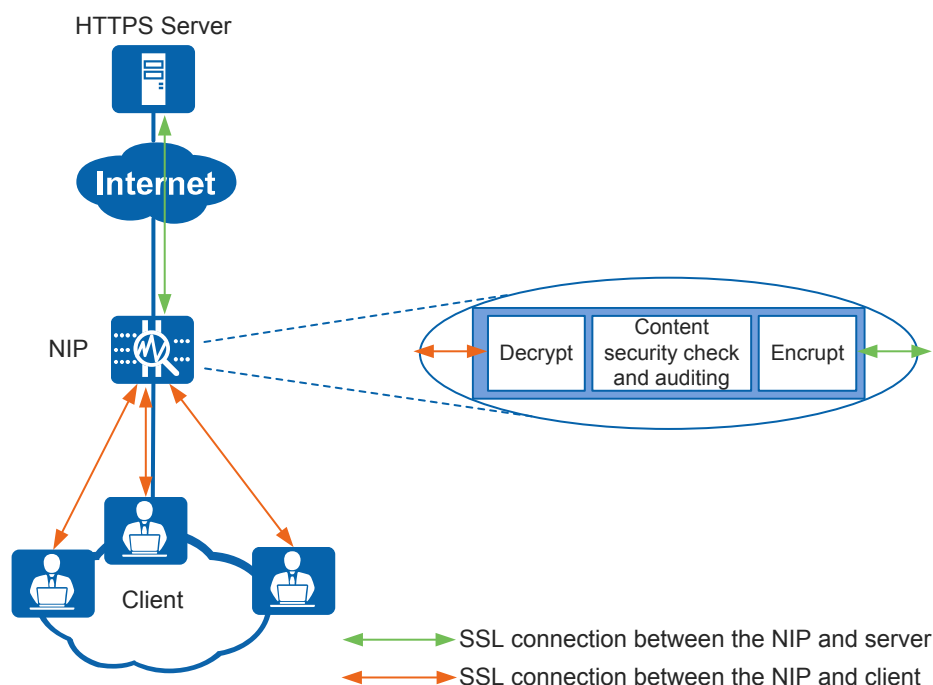 HTTPS Server
Internet
NIP
Decrypt
Content
security check
and auditing
Encrypt
Client
SSL connection between the NIP and server
SSL connection between the NIP and client